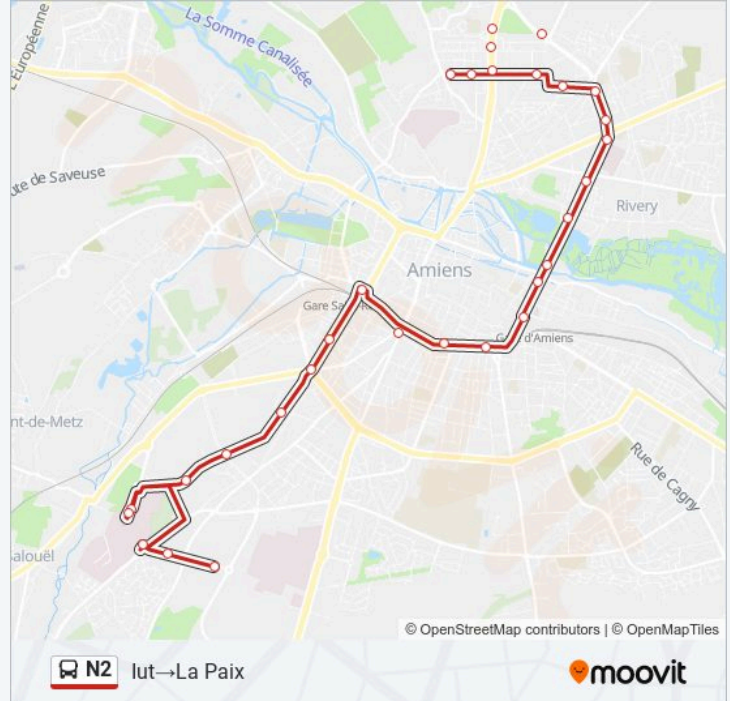 L'Européenne
La Somme Canalisée
ute de Saveuse
Rivery
Amiens
Gare Sa
d'Amiens
nt-de-Metz
Rue de Cagny
alouël
© OpenStreetMap contributors | © OpenMapTiles
N2 Iut→La Paix
moovit